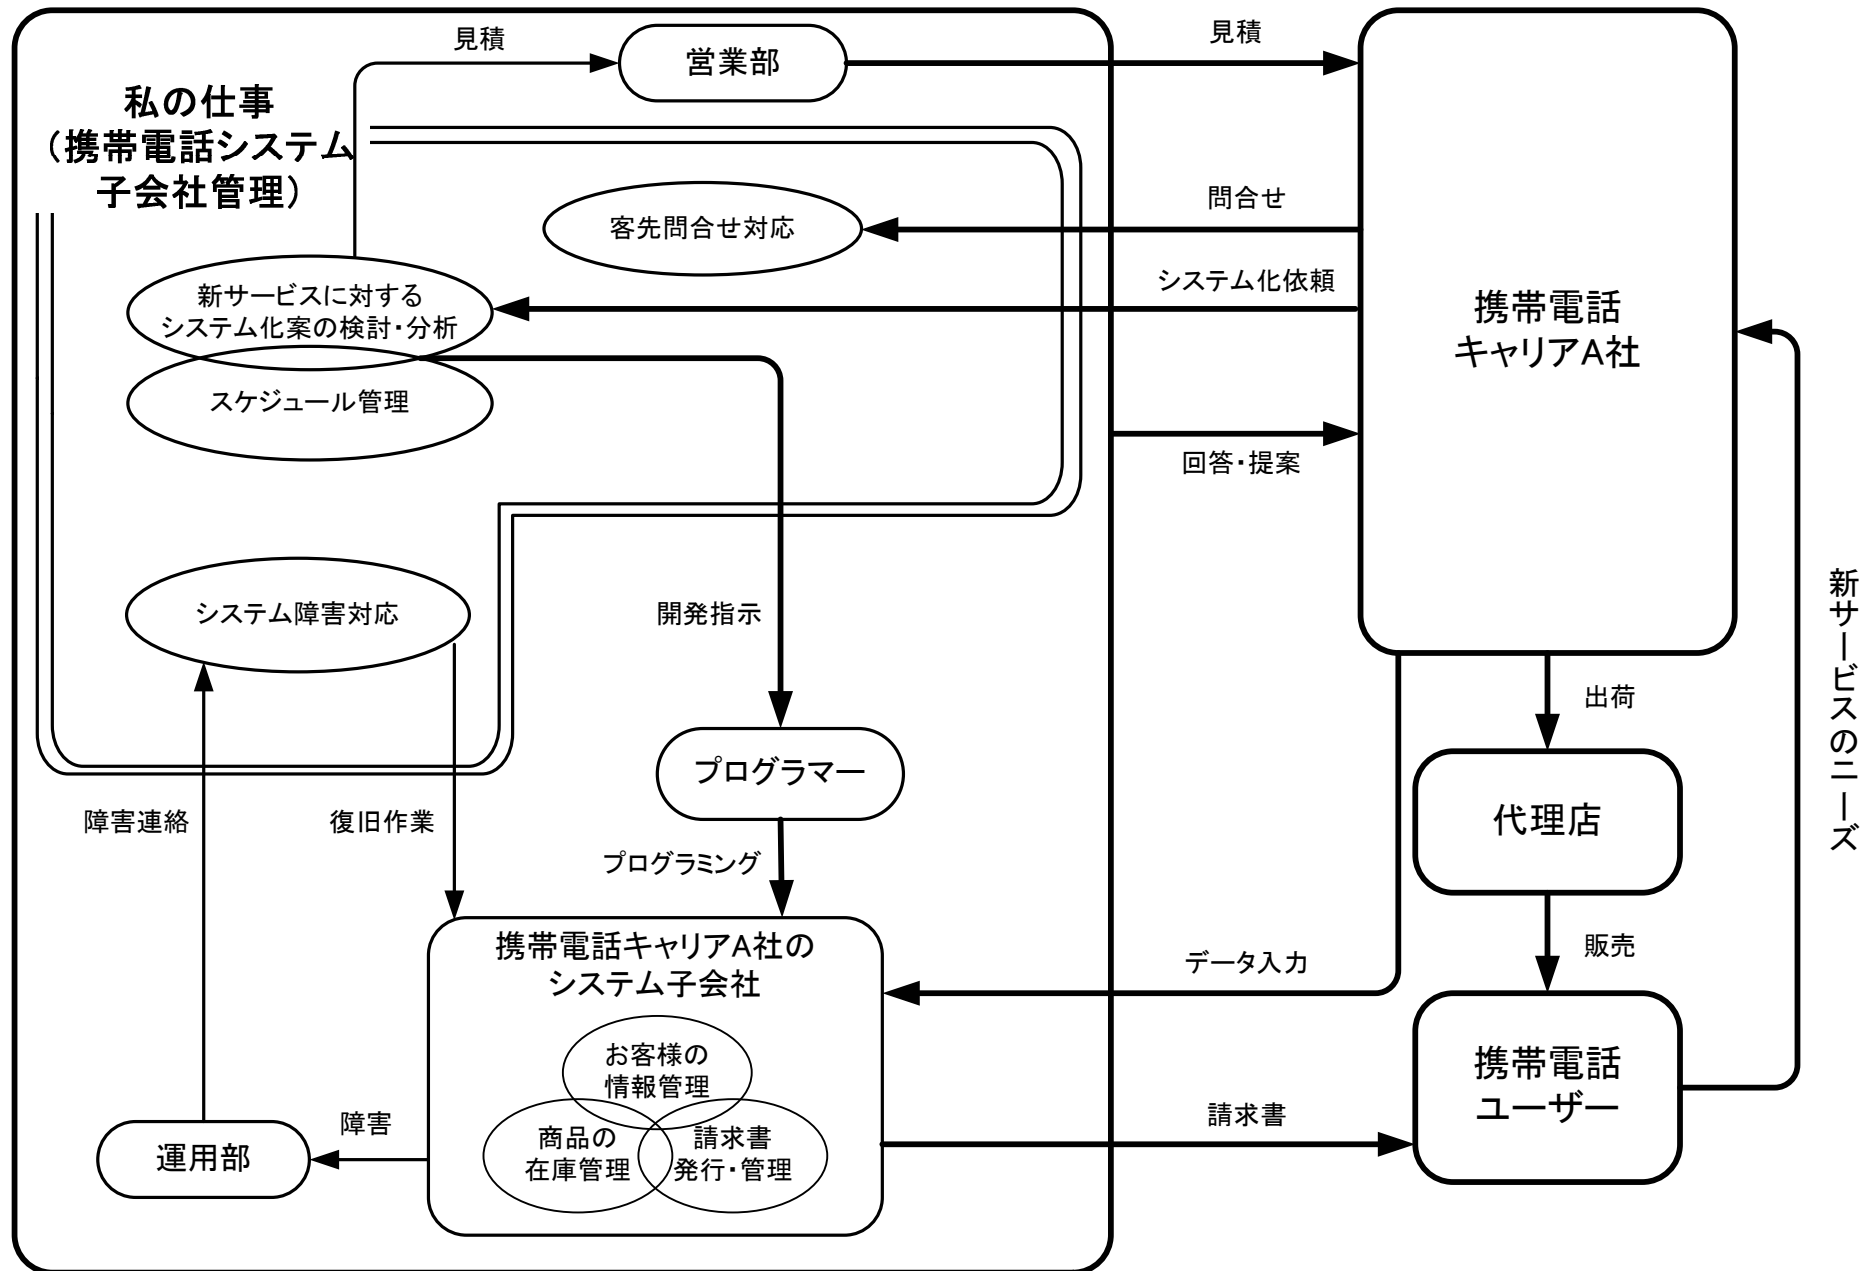 見積
営業部
見積
私の仕事
（携帯電話システム
子会社管理）
問合せ
客先問合せ対応
システム化依頼
新サービスに対する
システム化案の検討・分析
携帯電話
キャリアA社
スケジュール管理
回答・提案
システム障害対応
開発指示
新サービスのニーズ
出荷
プログラマー
代理店
障害連絡
復旧作業
プログラミング
携帯電話キャリアA社の
システム子会社
データ入力
販売
お客様の
情報管理
携帯電話
ユーザー
商品の
在庫管理
請求書
発行・管理
請求書
障害
運用部